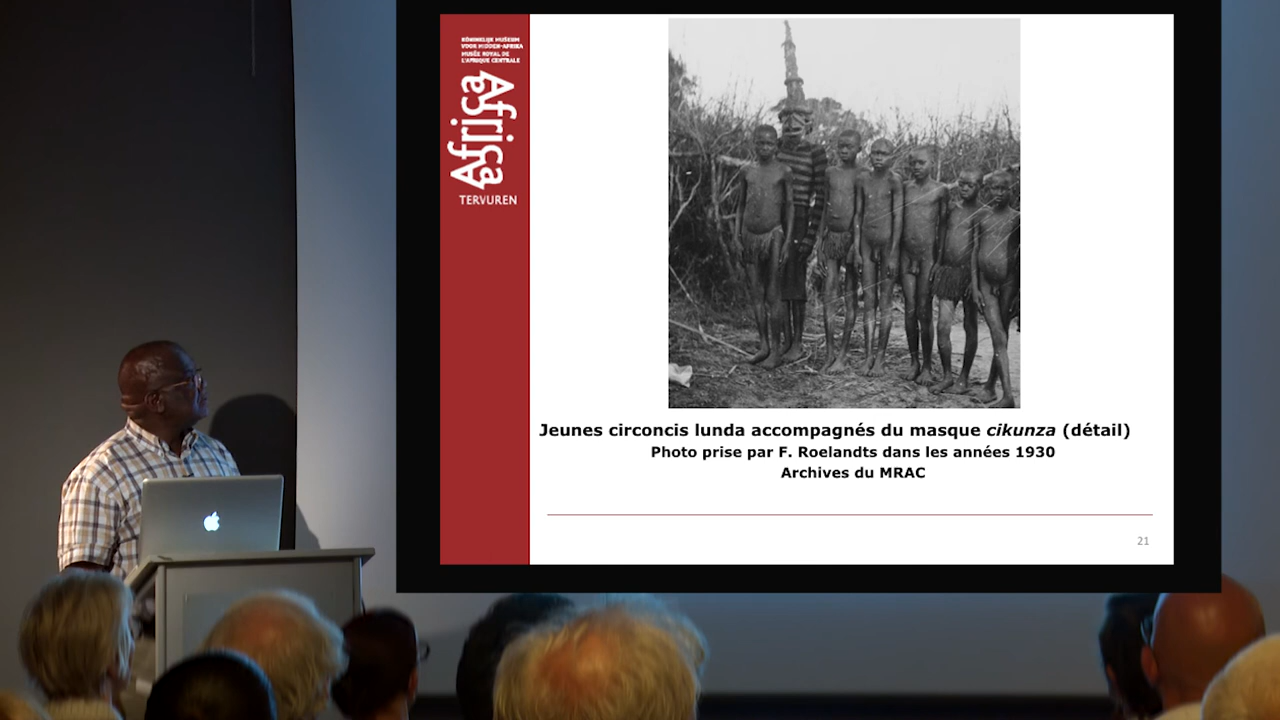 KONINKLIJK MUSEUM
VOOR MIDDEN-AFRIKA
MUSÉE ROYAL DE
L'AFRIQUE CENTRALE
Africa
Africa
TERVUREN
Jeunes circoncis lunda accompagnés du masque cikunza (détail)
Photo prise par F. Roelandts dans les années 1930
Archives du MRAC
21